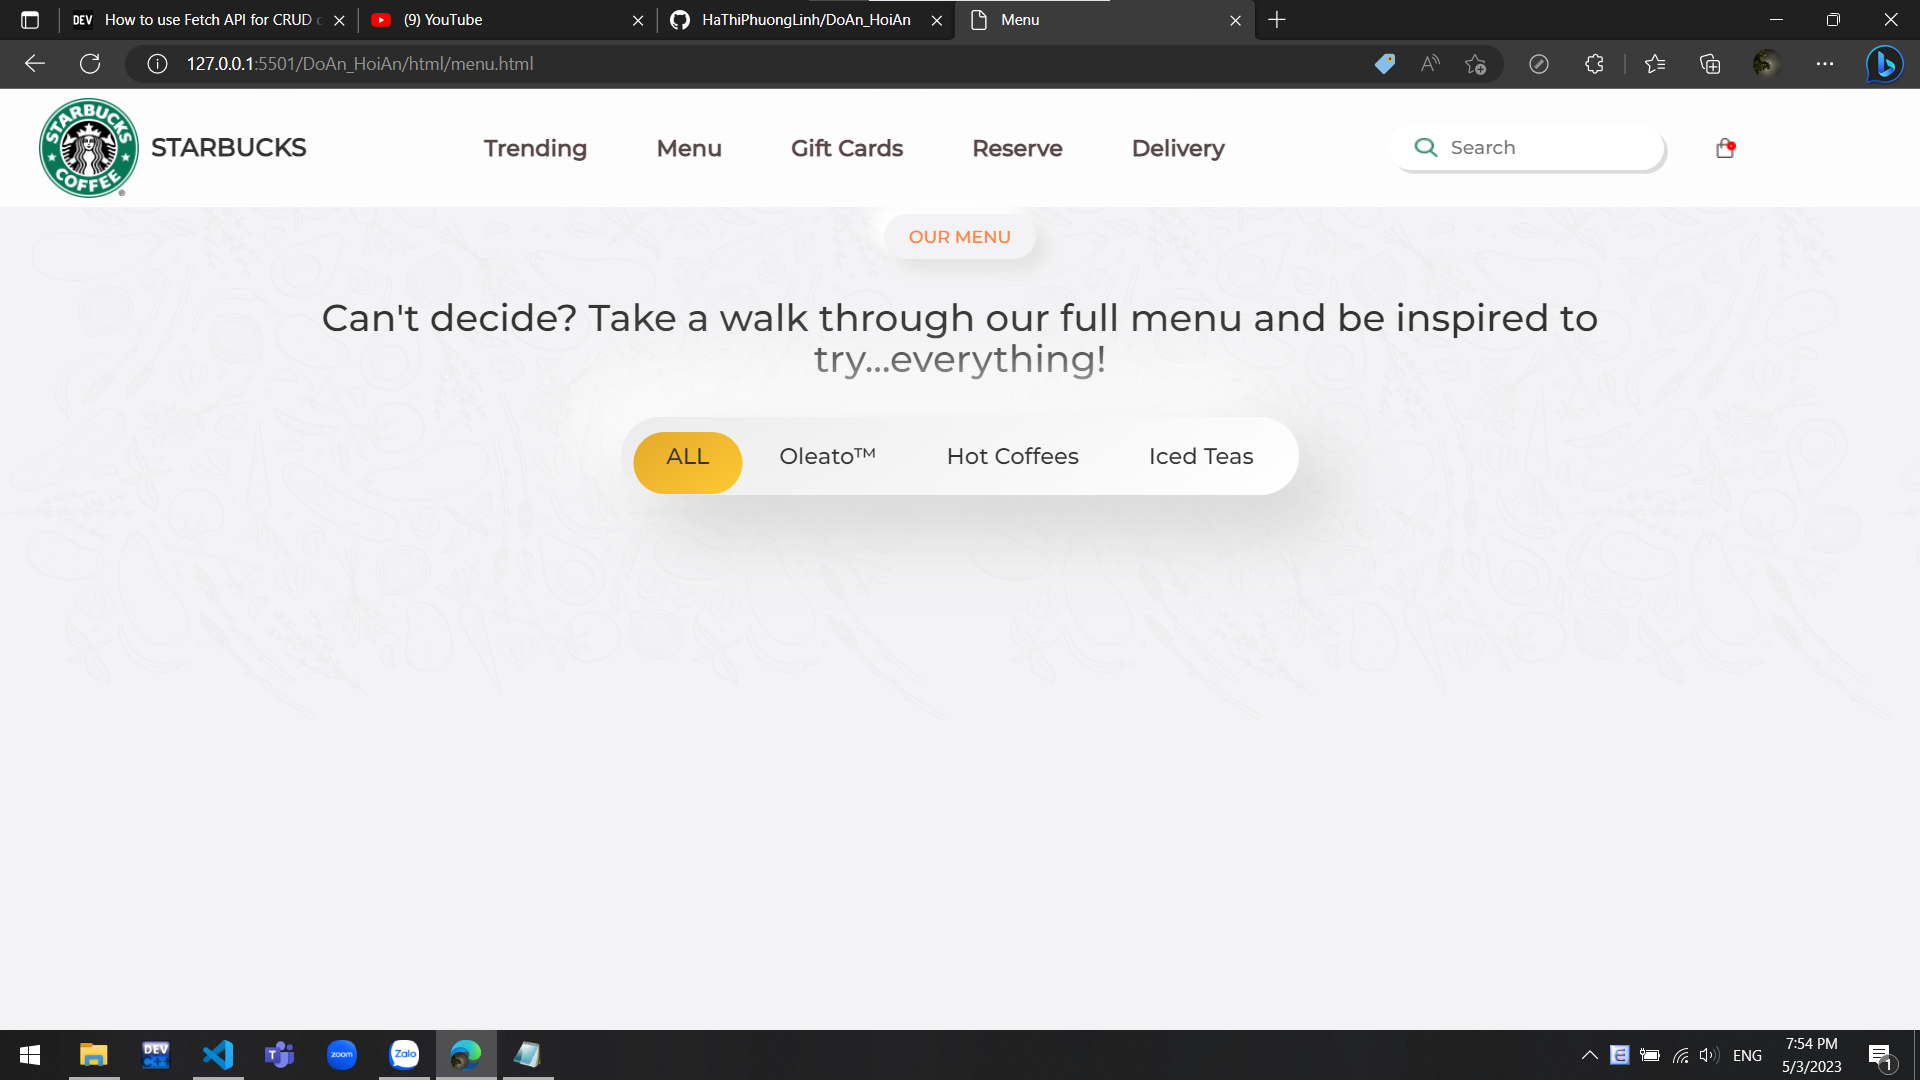 DEV How to use Fetch API for CRUD
(9) YouTube
HaThiPhuongLinh/DoAn_HoiAn
Menu
127.0.0.1:5501/DoAn_HoiAn/html/menu.html
STARBUCKS
COFFEE
®
STARBUCKS
Trending
Menu
Gift Cards
Reserve
Delivery
Search
OUR MENU
Can't decide? Take a walk through our full menu and be inspired to
try...everything!
ALL
Oleato™
Hot Coffees
Iced Teas
DEV
C++
T
zoom
Zalo
E
ENG
7:54 PM
5/3/2023
1